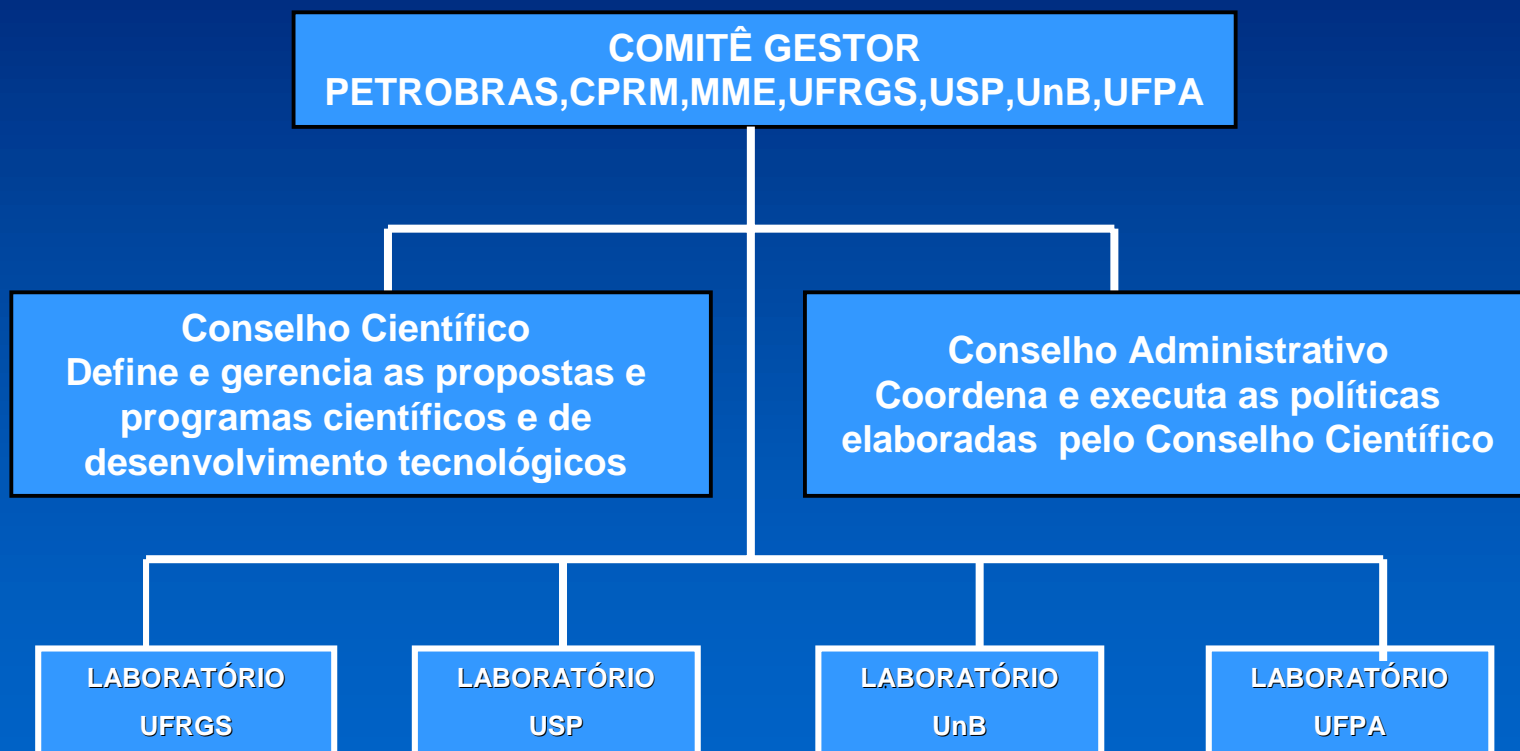 COMITÊ GESTOR
PETROBRAS,CPRM,MME,UFRGS,USP,UnB,UFPA
Conselho Científico
Define e gerencia as propostas e
programas científicos e de
desenvolvimento tecnológicos
Conselho Administrativo
Coordena e executa as políticas
elaboradas  pelo Conselho Científico
LABORATÓRIO
UFRGS
LABORATÓRIO
USP
LABORATÓRIO
UnB
LABORATÓRIO
UFPA